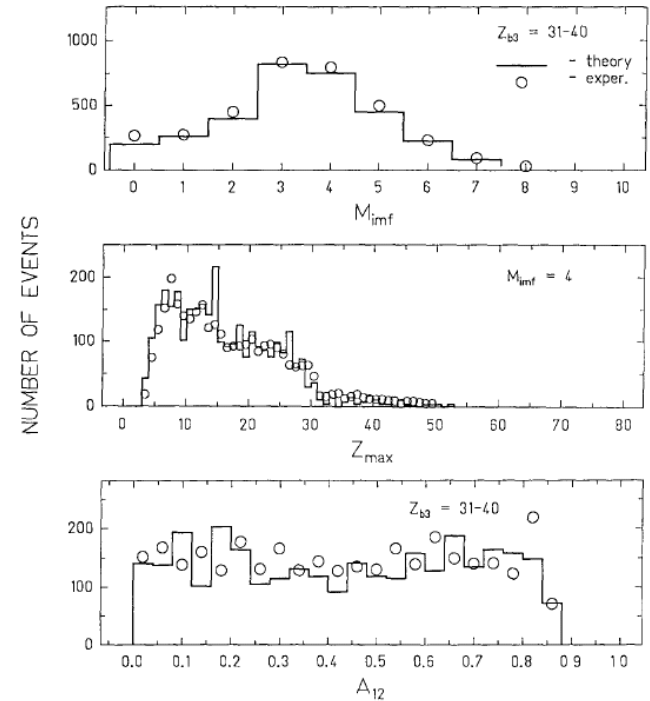 NUMBER OF EVENTS
1000
500
0
Z_b3 = 31-40
- theory
- exper.
0 1 2 3 4 5 6 7 8 9 10
M_imf
200
100
0
M_imf = 4
0 10 20 30 40 50 60 70 80
Z_max
200
100
0
Z_b3 = 31-40
0.0 0.1 0.2 0.3 0.4 0.5 0.6 0.7 0.8 0 9 1 0
A_12